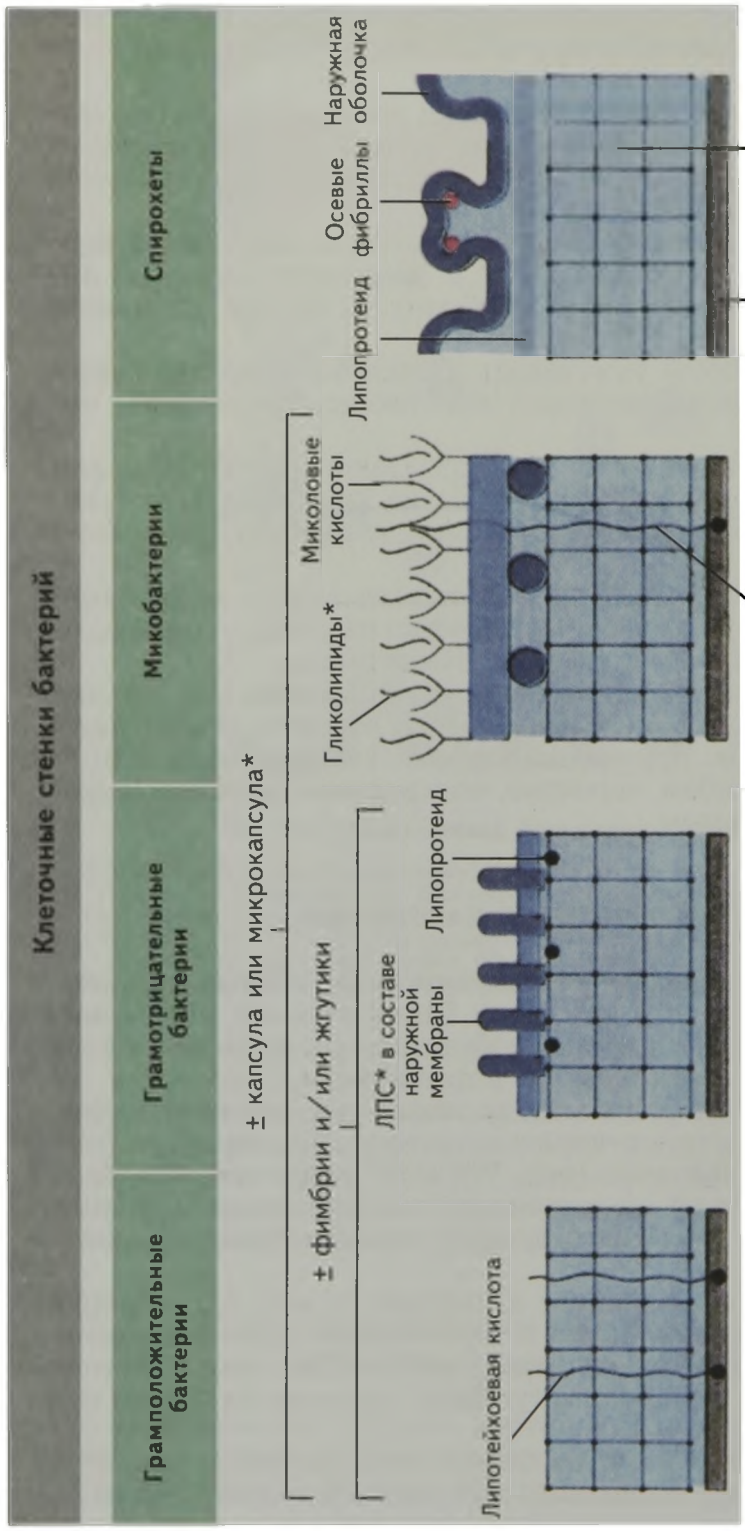 Клеточные стенки бактерий
Грамположительные
бактерии
Грамотрицательные
бактерии
Микобактерии
Спирохеты
± капсула или микрокапсула*
± фимбрии и/или жгутики
Липотейхоевая кислота
ЛПС* в составе
наружной
мембраны
Липопротеид
Гликолипиды*
Миколовые
кислоты
Липопротеид
Осевые
фибриллы
Наружная
оболочка